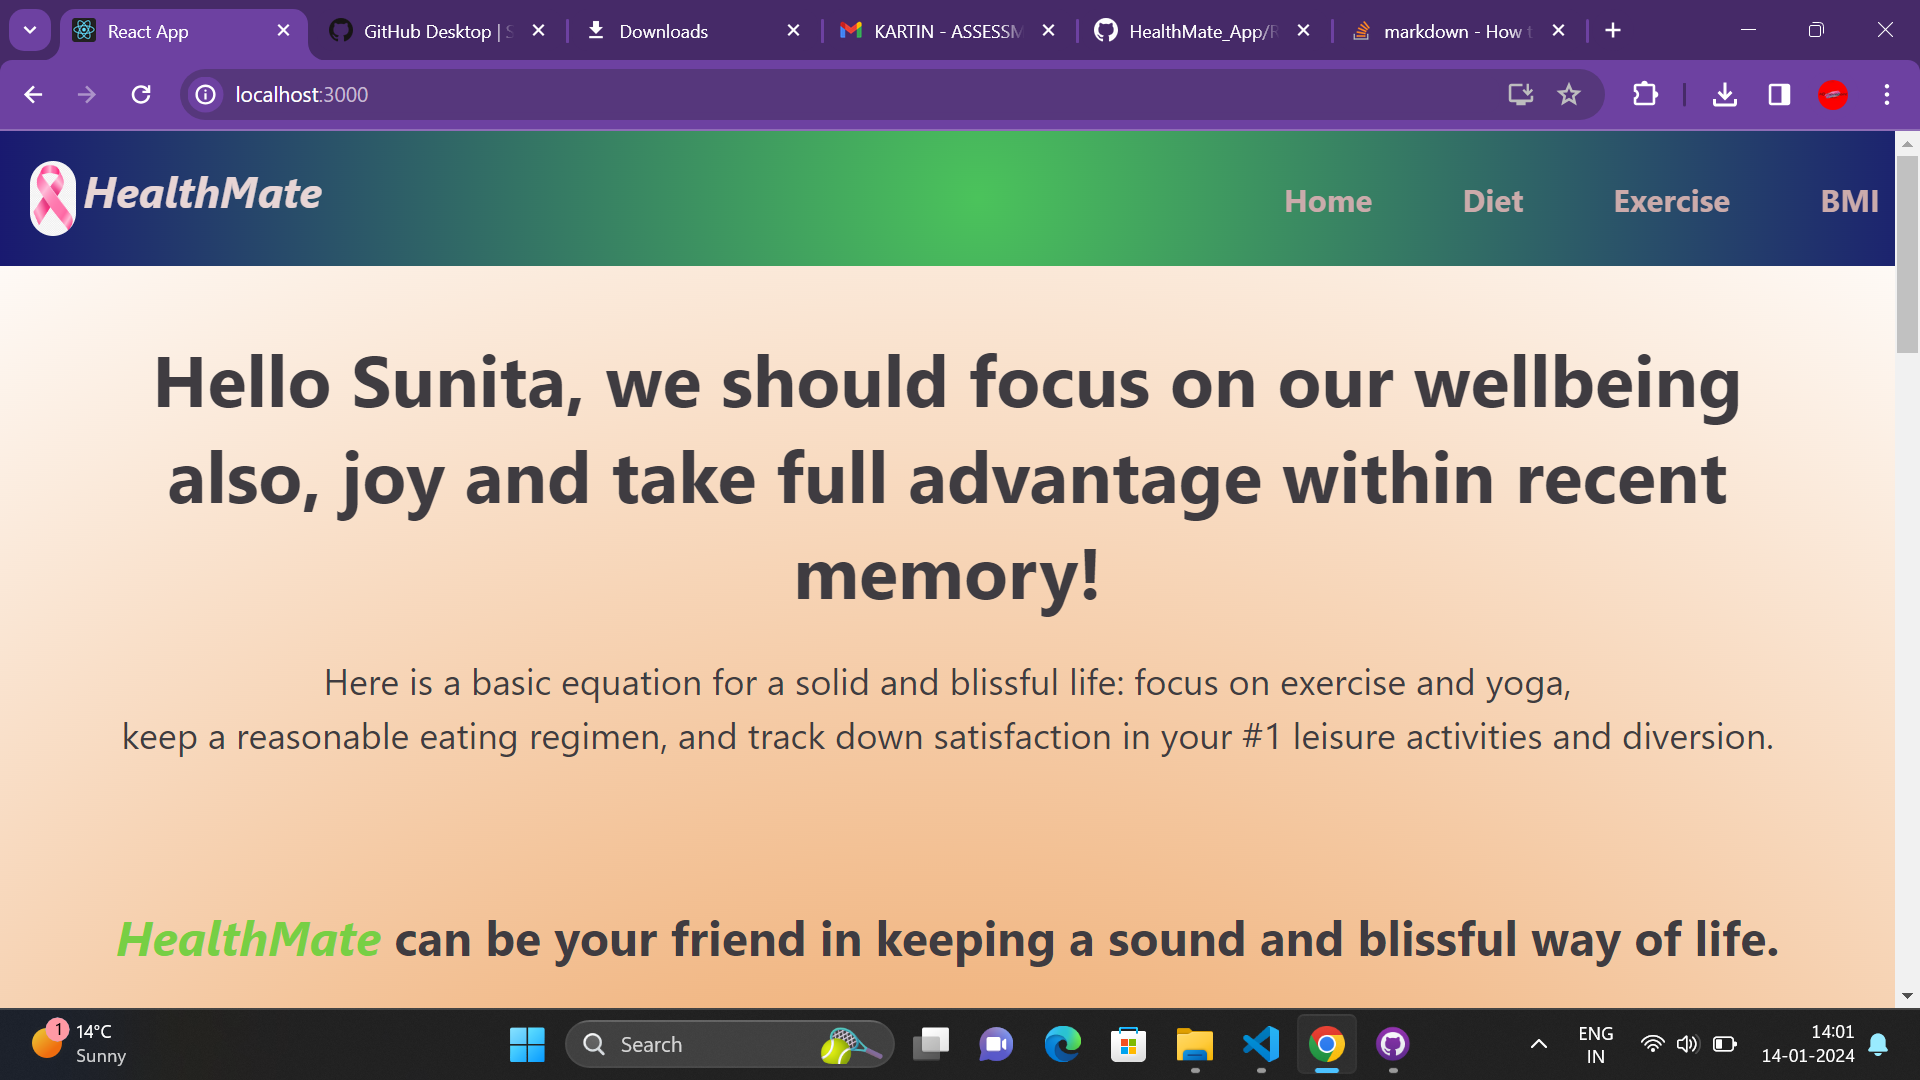 React App
GitHub Desktop | S
Downloads
KARTIN - ASSESSM
HealthMate_App/R
markdown - How t
localhost:3000
HealthMate
Home
Diet
Exercise
BMI
Hello Sunita, we should focus on our wellbeing
also, joy and take full advantage within recent
memory!
Here is a basic equation for a solid and blissful life: focus on exercise and yoga,
keep a reasonable eating regimen, and track down satisfaction in your #1 leisure activities and diversion.
HealthMate can be your friend in keeping a sound and blissful way of life.
1
14°C
Sunny
Search
ENG
IN
14:01
14-01-2024